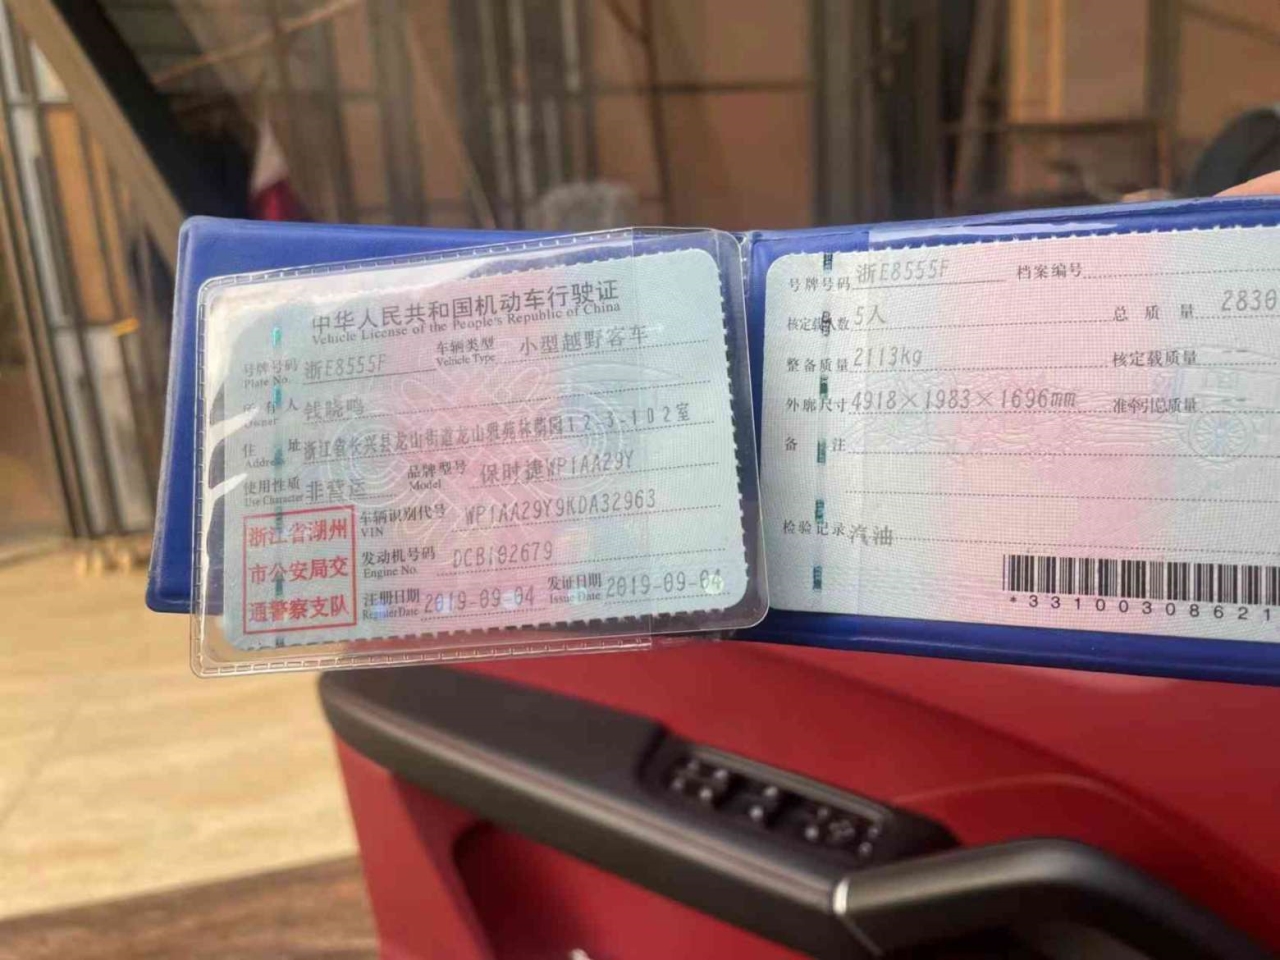 中华人民共和国机动车行驶证
Vehicle License of the People's Republic of China
号牌号码 Plate No. 浙E8555F 车辆类型 Vehicle Type 小型越野客车
所有人 Owner 钱晓鸣
住址 Address 浙江省长兴县龙山街道龙山雅苑林荫园12-3-102室
使用性质 Use Character 非营运 品牌型号 Model 保时捷WP1AA29Y
车辆识别代号 VIN WP1AA29Y9KDA32963
发动机号码 Engine No. DCB182679
注册日期 Register Date 2019-09-04 发证日期 Issue Date 2019-09-04
浙江省湖州
市公安局交
通警察支队
号牌号码 浙E8555F 档案编号
核定载人数 5人 总质量 2830
整备质量 2113kg 核定载质量
外廓尺寸 4918×1983×1696mm 准牵引总质量
备注
检验记录 汽油
*33100308621